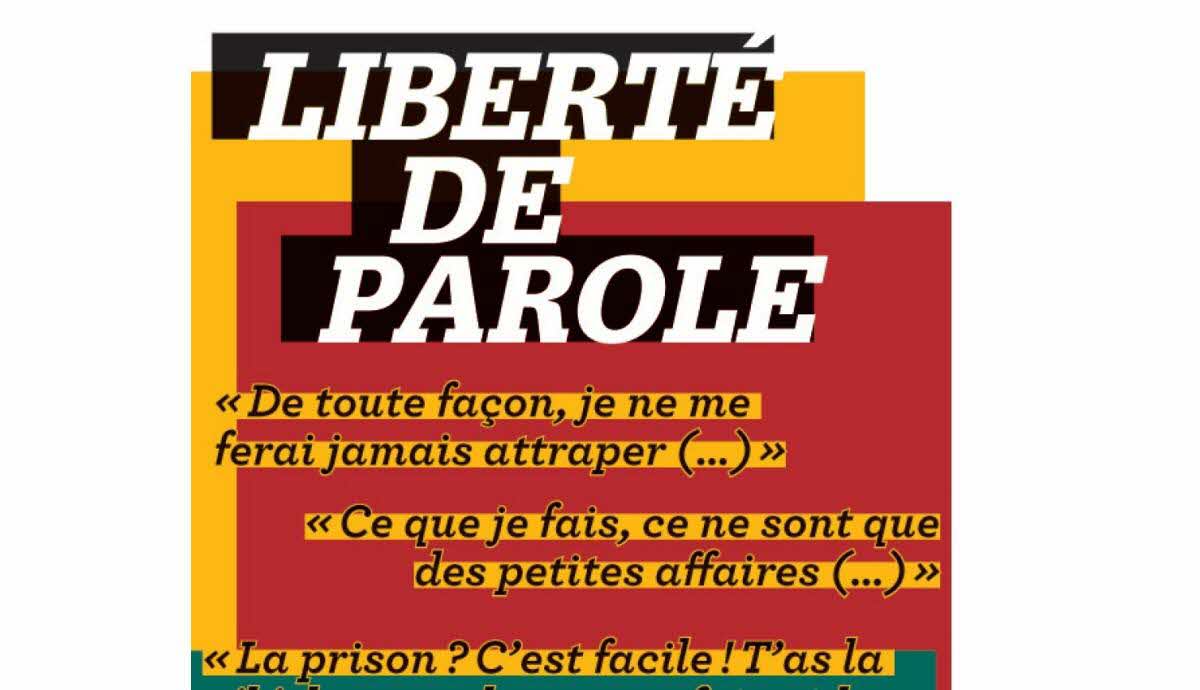 LIBERTÉ
DE
PAROLE
« De toute façon, je ne me
ferai jamais attraper (...) »
« Ce que je fais, ce ne sont que
des petites affaires (...) »
« La prison ? C’est facile ! T’as la